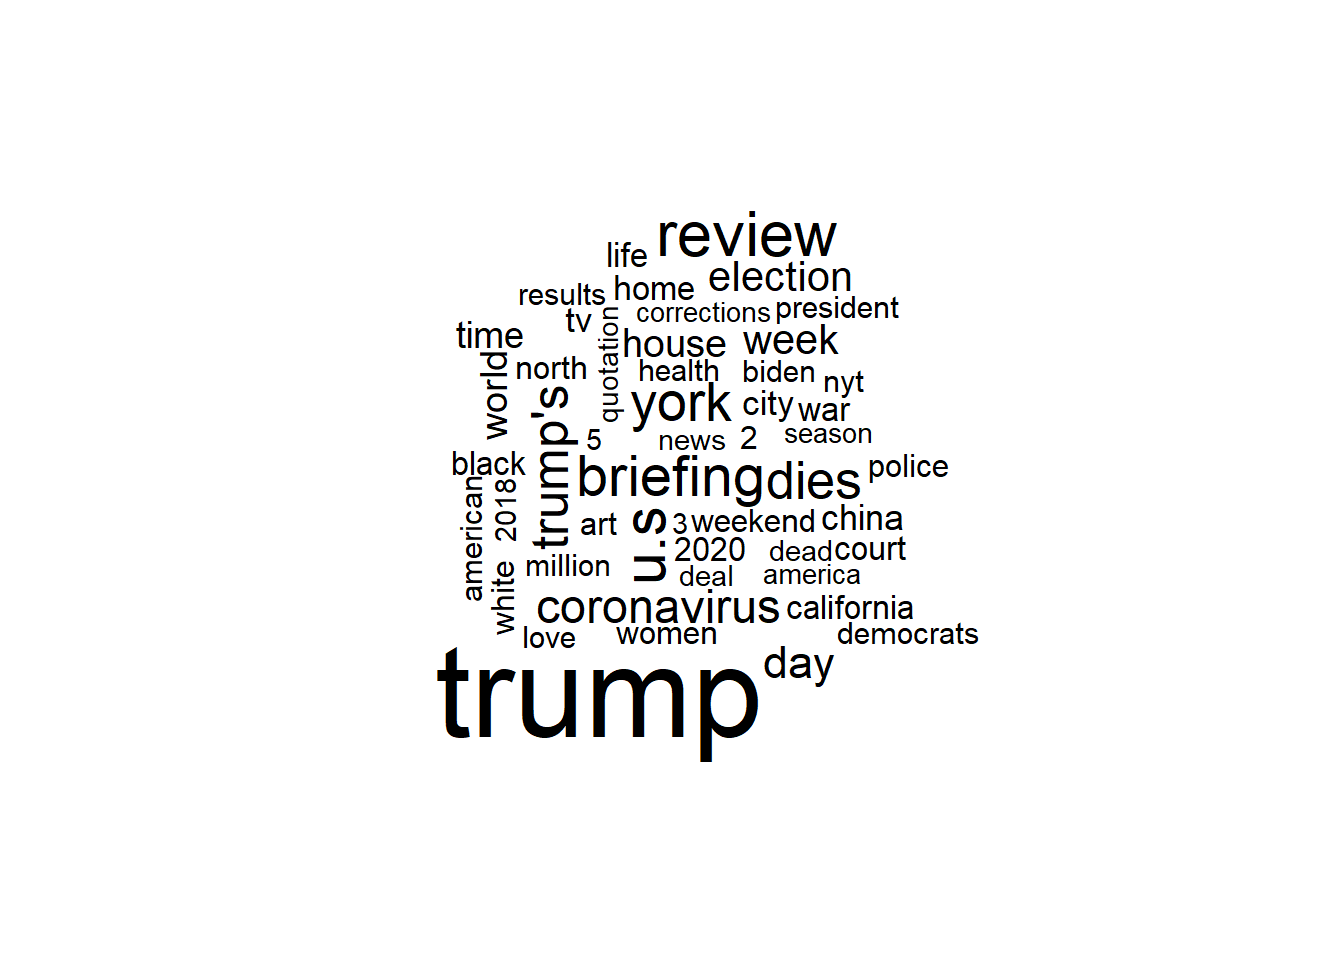 review
life
election
results
home
corrections
president
tv
time
quotation
house
week
world
north
health
biden
nyt
trump's
york
city
war
5
news
2
season
black
briefing
dies
police
american
2018
art
u.s
3
weekend
china
2020
dead
court
million
deal
america
white
coronavirus
california
love
women
democrats
trump
day